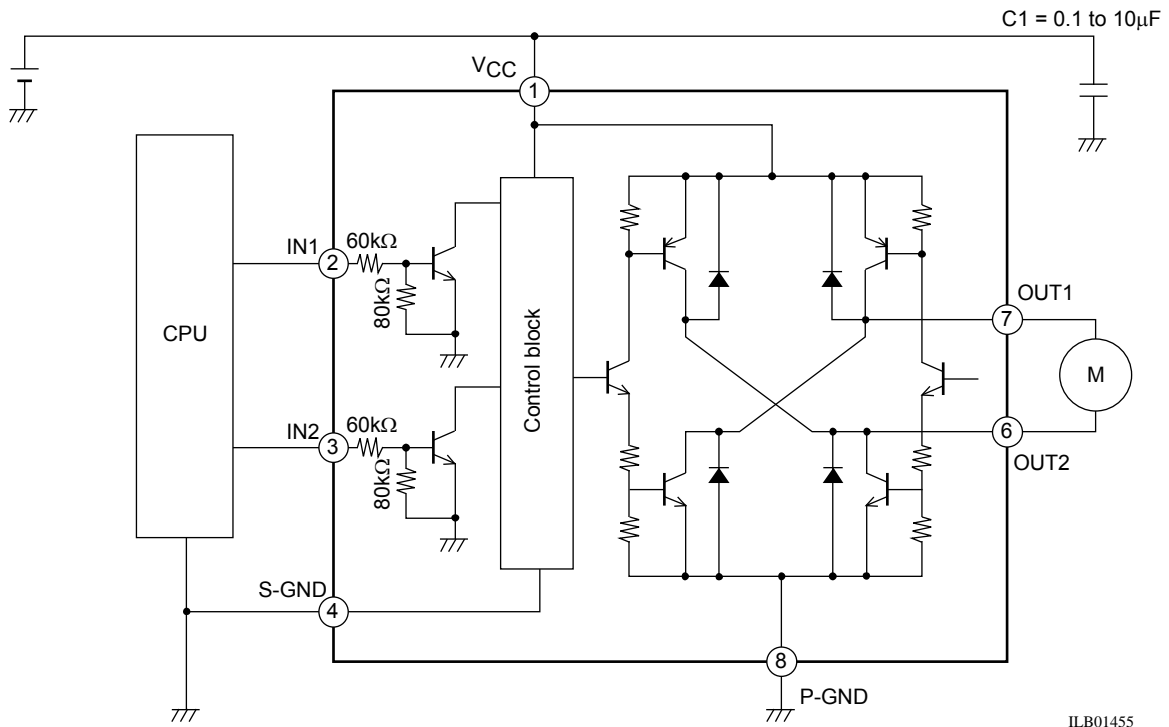 C1 = 0.1 to 10μF
VCC
1
IN1
2
60kΩ
80kΩ
CPU
Control block
OUT1
7
M
IN2
3
60kΩ
80kΩ
6
OUT2
S-GND
4
8
P-GND
ILB01455